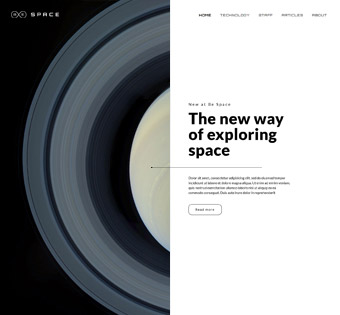 SPACE
HOME TECHNOLOGY STAFF ARTICLES ABOUT
New at Be Space
The new way
of exploring
space
Dolor sit amet, consectetur adipiscing elit, sed do eiusmod tempor
incididunt ut labore et dolore magna aliqua. Ut enim ad minim veniam,
quis nostrud exercitation ullamco laboris nisi ut aliquip ex ea
commodo consequat. Duis aute irure dolor in reprehenderit
Read more